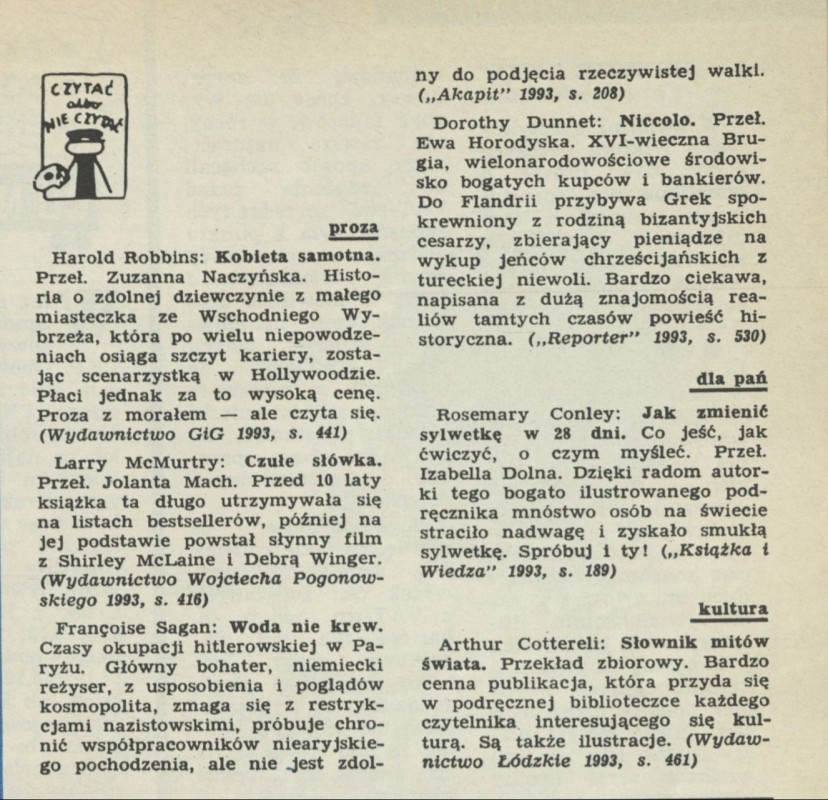 CZYTAĆ
albo
NIE CZYTAĆ
proza
Harold Robbins: Kobieta samotna.
Przeł. Zuzanna Naczyńska. Histo-
ria o zdolnej dziewczynie z małego
miasteczka ze Wschodniego Wy-
brzeża, która po wielu niepowodze-
niach osiąga szczyt kariery, zosta-
jąc scenarzystką w Hollywoodzie.
Płaci jednak za to wysoką cenę.
Proza z morałem — ale czyta się.
(Wydawnictwo GiG 1993, s. 441)
Larry McMurtry: Czułe słówka.
Przeł. Jolanta Mach. Przed 10 laty
książka ta długo utrzymywała się
na listach bestsellerów, później na
jej podstawie powstał słynny film
z Shirley McLaine i Debrą Winger.
(Wydawnictwo Wojciecha Pogonow-
skiego 1993, s. 416)
Françoise Sagan: Woda nie krew.
Czasy okupacji hitlerowskiej w Pa-
ryżu. Główny bohater, niemiecki
reżyser, z usposobienia i poglądów
kosmopolita, zmaga się z restryk-
cjami nazistowskimi, próbuje chro-
nić współpracowników niearyjskie-
go pochodzenia, ale nie jest zdol-
ny do podjęcia rzeczywistej walki.
(„Akapit" 1993, s. 208)
Dorothy Dunnet: Niccolo. Przeł.
Ewa Horodyska. XVI-wieczna Bru-
gia, wielonarodowościowe środowi-
sko bogatych kupców i bankierów.
Do Flandrii przybywa Grek spo-
krewniony z rodziną bizantyjskich
cesarzy, zbierający pieniądze na
wykup jeńców chrześcijańskich z
tureckiej niewoli. Bardzo ciekawa,
napisana z dużą znajomością rea-
liów tamtych czasów powieść hi-
storyczna. („Reporter" 1993, s. 530)
dla pań
Rosemary Conley: Jak zmienić
sylwetkę w 28 dni. Co jeść, jak
ćwiczyć, o czym myśleć. Przeł.
Izabella Dolna. Dzięki radom autor-
ki tego bogato ilustrowanego pod-
ręcznika mnóstwo osób na świecie
straciło nadwagę i zyskało smukłą
sylwetkę. Spróbuj i ty! („Książka i
Wiedza" 1993, s. 189)
kultura
Arthur Cottereli: Słownik mitów
świata. Przekład zbiorowy. Bardzo
cenna publikacja, która przyda się
w podręcznej biblioteczce każdego
czytelnika interesującego się kul-
turą. Są także ilustracje. (Wydaw-
nictwo Łódzkie 1993, s. 461)